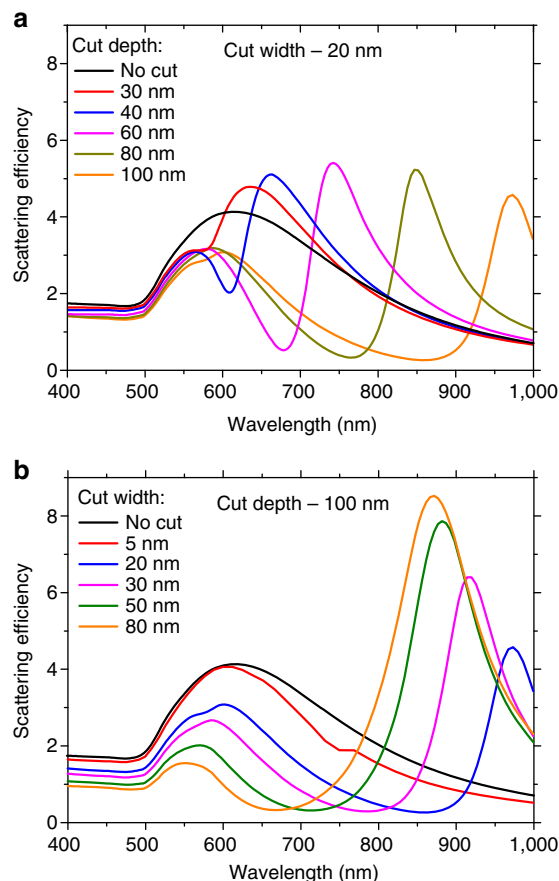 a
Cut depth:
Cut width – 20 nm
No cut
30 nm
40 nm
60 nm
80 nm
100 nm
Scattering efficiency
8
6
4
2
0
400 500 600 700 800 900 1,000
Wavelength (nm)
b
Cut width:
Cut depth – 100 nm
No cut
5 nm
20 nm
30 nm
50 nm
80 nm
Scattering efficiency
8
6
4
2
0
400 500 600 700 800 900 1,000
Wavelength (nm)